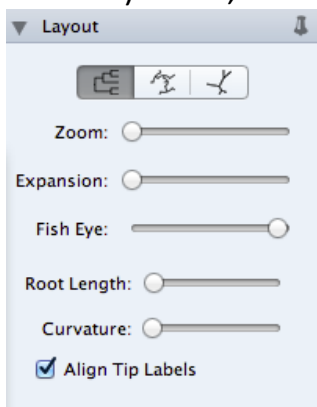 Layout
Zoom:
Expansion:
Fish Eye:
Root Length:
Curvature:
Align Tip Labels